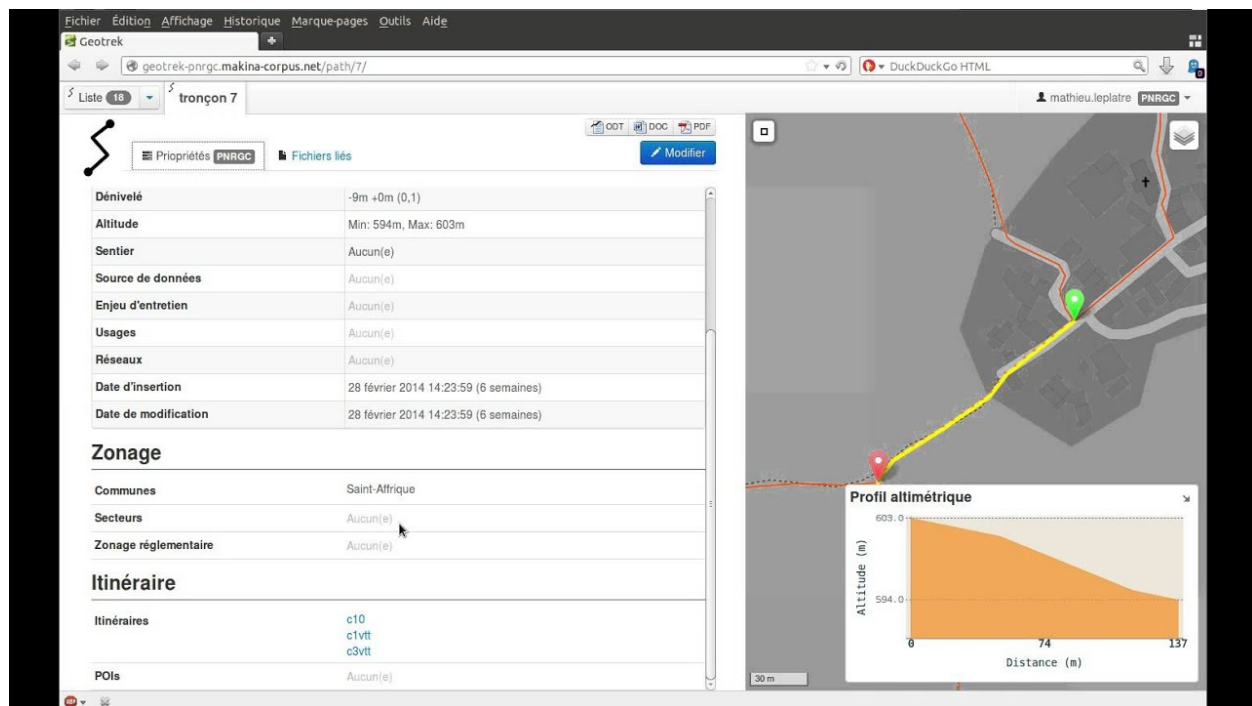 Fichier Édition Affichage Historique Marque-pages Outils Aide
Geotrek
geotrek-pnrgc.makina-corpus.net/path/7/
DuckDuckGo HTML
Liste 18 tronçon 7
mathieu.leplatre PNRGC
ODT DOC PDF
Priopriétés PNRGC Fichiers liés
Modifier
Dénivelé -9m +0m (0,1)
Altitude Min: 594m, Max: 603m
Sentier Aucun(e)
Source de données Aucun(e)
Enjeu d'entretien Aucun(e)
Usages Aucun(e)
Réseaux Aucun(e)
Date d'insertion 28 février 2014 14:23:59 (6 semaines)
Date de modification 28 février 2014 14:23:59 (6 semaines)
Zonage
Communes Saint-Affrique
Secteurs Aucun(e)
Zonage réglementaire Aucun(e)
Itinéraire
Itinéraires c10
c1vtt
c3vtt
POIs Aucun(e)
30 m
Profil altimétrique
603.0
594.0
Altitude (m)
0 74 137
Distance (m)
ABP